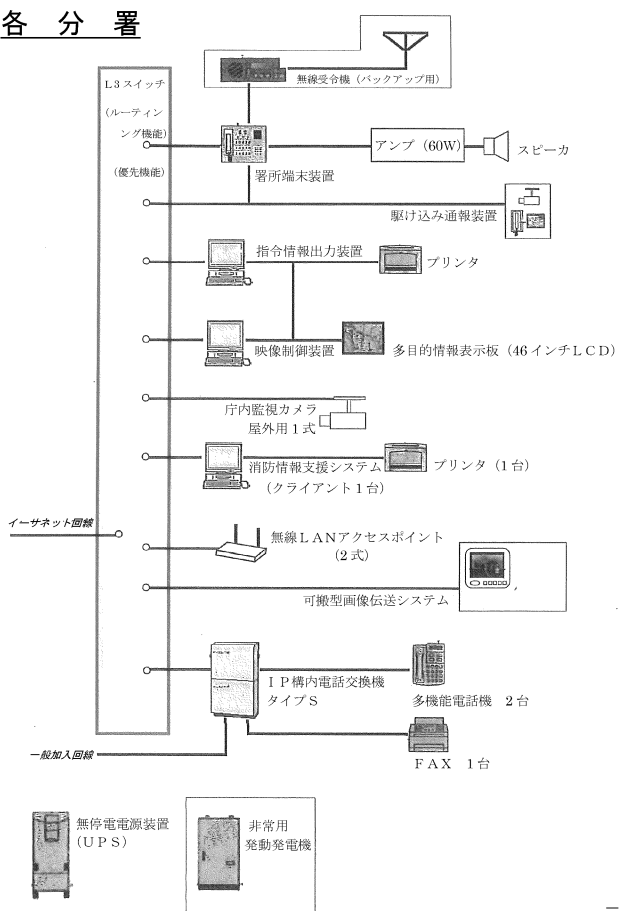 各 分 署
無線受令機（バックアップ用）
L3スイッチ
（ルーティン
ング機能）
（優先機能）
アンプ（60W）
スピーカ
署所端末装置
駆け込み通報装置
指令情報出力装置
プリンタ
映像制御装置
多目的情報表示板（46インチＬＣＤ）
庁内監視カメラ
屋外用１式
消防情報支援システム
（クライアント１台）
プリンタ（１台）
イーサネット回線
無線ＬＡＮアクセスポイント
（２式）
可搬型画像伝送システム
ＩＰ構内電話交換機
タイプＳ
多機能電話機 ２台
一般加入回線
ＦＡＸ １台
無停電電源装置
（ＵＰＳ）
非常用
発動発電機